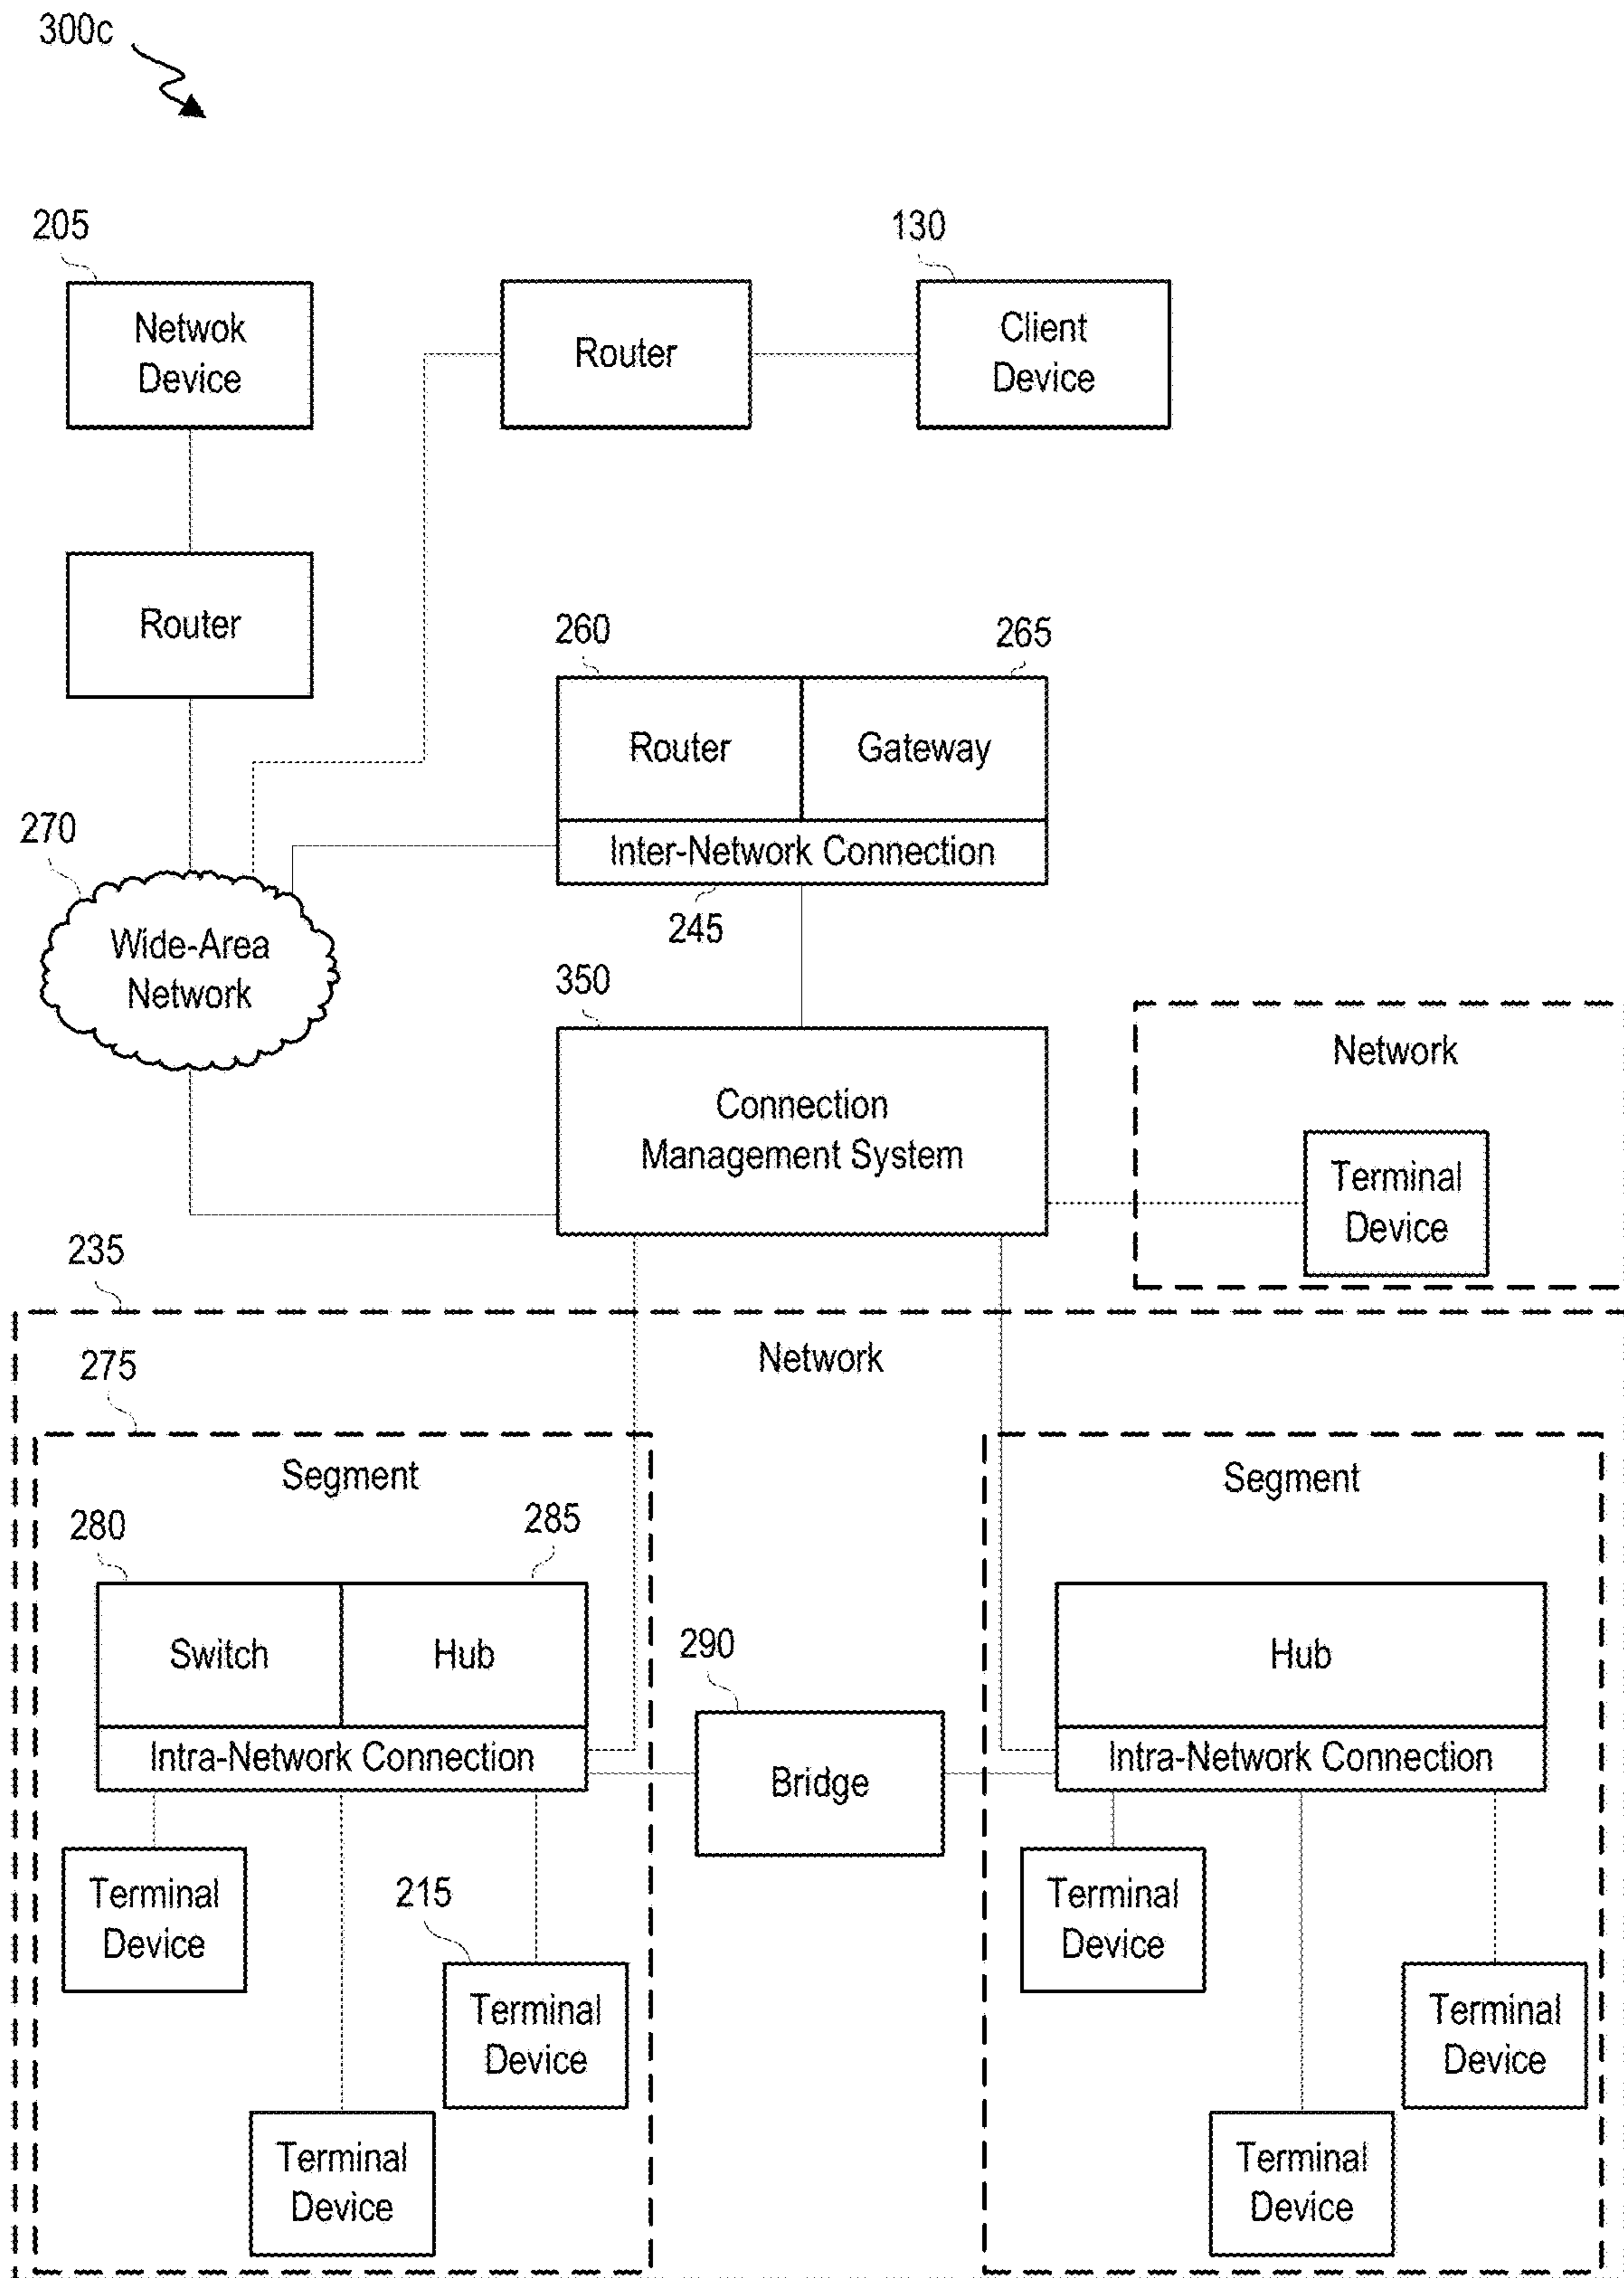 300c
205
130
Netwok
Device
Router
Client
Device
Router
260
265
Router
Gateway
Inter-Network Connection
245
270
Wide-Area
Network
350
Connection
Management System
Network
Terminal
Device
235
Network
275
Segment
Segment
280
285
Switch
Hub
Intra-Network Connection
290
Bridge
Hub
Intra-Network Connection
Terminal
Device
215
Terminal
Device
Terminal
Device
Terminal
Device
Terminal
Device
Terminal
Device